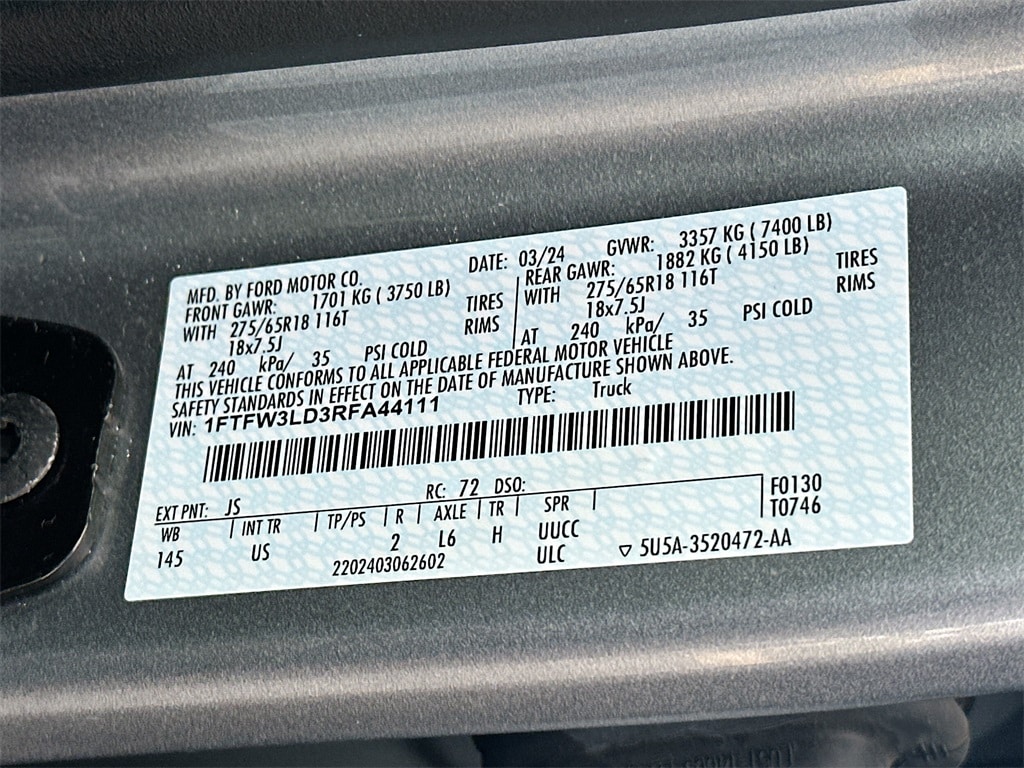 MFD. BY FORD MOTOR CO.
DATE: 03/24 GVWR: 3357 KG ( 7400 LB)
FRONT GAWR: 1701 KG ( 3750 LB)
WITH 275/65R18 116T TIRES
18x7.5J RIMS
AT 240 kPa/ 35 PSI COLD
REAR GAWR: 1882 KG ( 4150 LB)
WITH 275/65R18 116T TIRES
18x7.5J RIMS
AT 240 kPa/ 35 PSI COLD
THIS VEHICLE CONFORMS TO ALL APPLICABLE FEDERAL MOTOR VEHICLE
SAFETY STANDARDS IN EFFECT ON THE DATE OF MANUFACTURE SHOWN ABOVE.
VIN: 1FTFW3LD3RFA44111 TYPE: Truck
EXT PNT: JS RC: 72 DSO:
F0130
T0746
WB INT TR TP/PS R AXLE TR SPR
145 US 2 L6 H UUCC
2202403062602 ULC ▽ 5U5A-3520472-AA